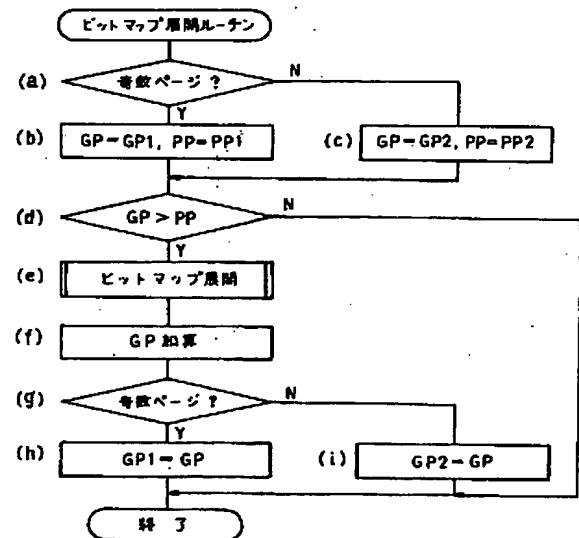 ビットマップ展開ルーチン
(a) 奇数ページ? N
Y
(b) GP=GP1, PP=PP1 (c) GP=GP2, PP=PP2
(d) GP>PP N
Y
(e) ビットマップ展開
(f) GP加算
(g) 奇数ページ? N
Y
(h) GP1=GP (i) GP2=GP
終了